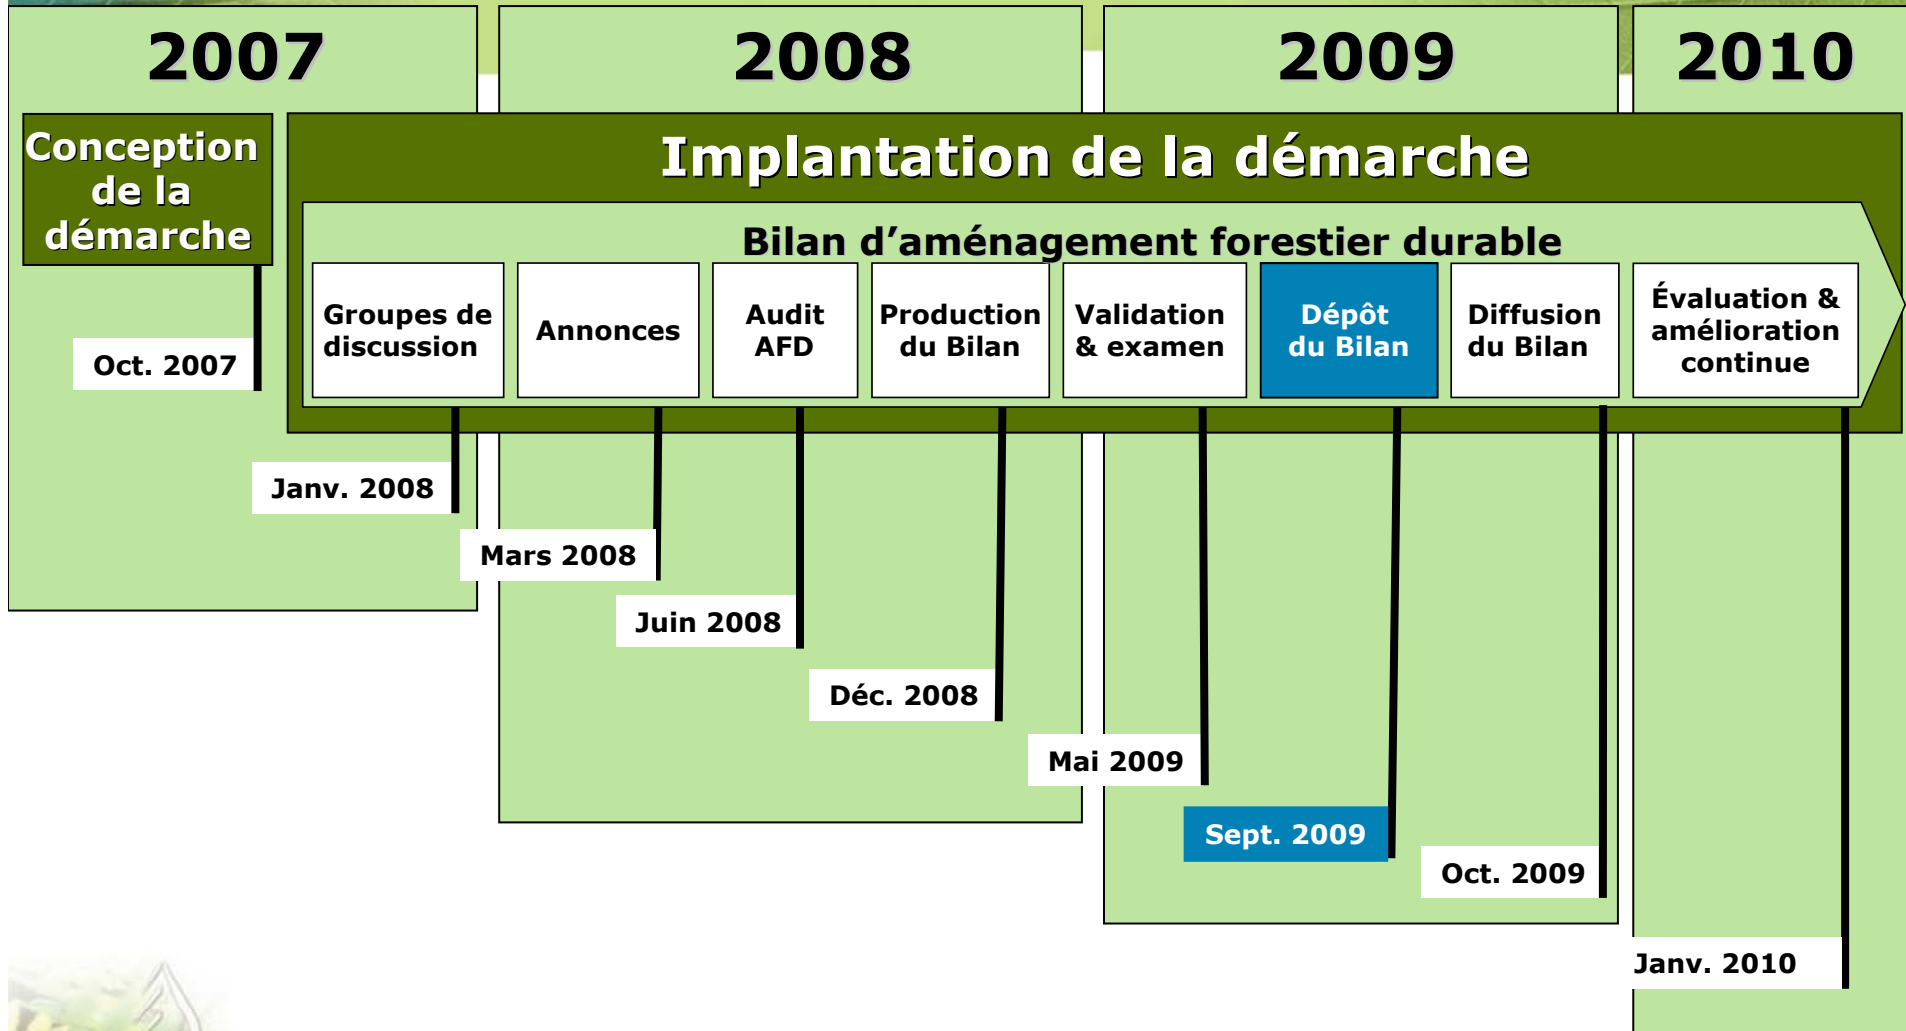 2007
2008
2009
2010
Conception
de la
démarche
Implantation de la démarche
Bilan d’aménagement forestier durable
Groupes de
discussion
Annonces
Audit
AFD
Production
du Bilan
Validation
& examen
Dépôt
du Bilan
Diffusion
du Bilan
Évaluation &
amélioration
continue
Oct. 2007
Janv. 2008
Mars 2008
Juin 2008
Déc. 2008
Mai 2009
Sept. 2009
Oct. 2009
Janv. 2010